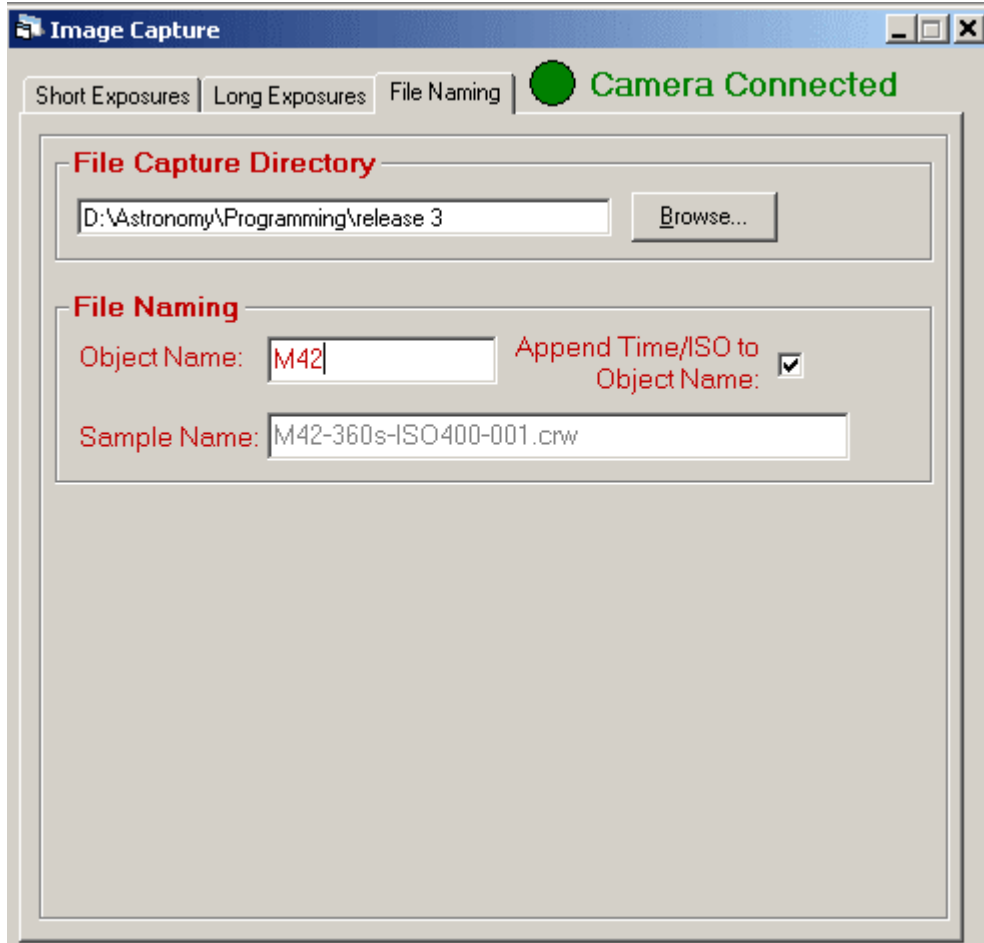 Image Capture
Short Exposures Long Exposures File Naming Camera Connected
File Capture Directory
D:\Astronomy\Programming\release 3 Browse...
File Naming
Object Name: M42 Append Time/ISO to
Object Name:
Sample Name: M42-360s-ISO400-001.crw